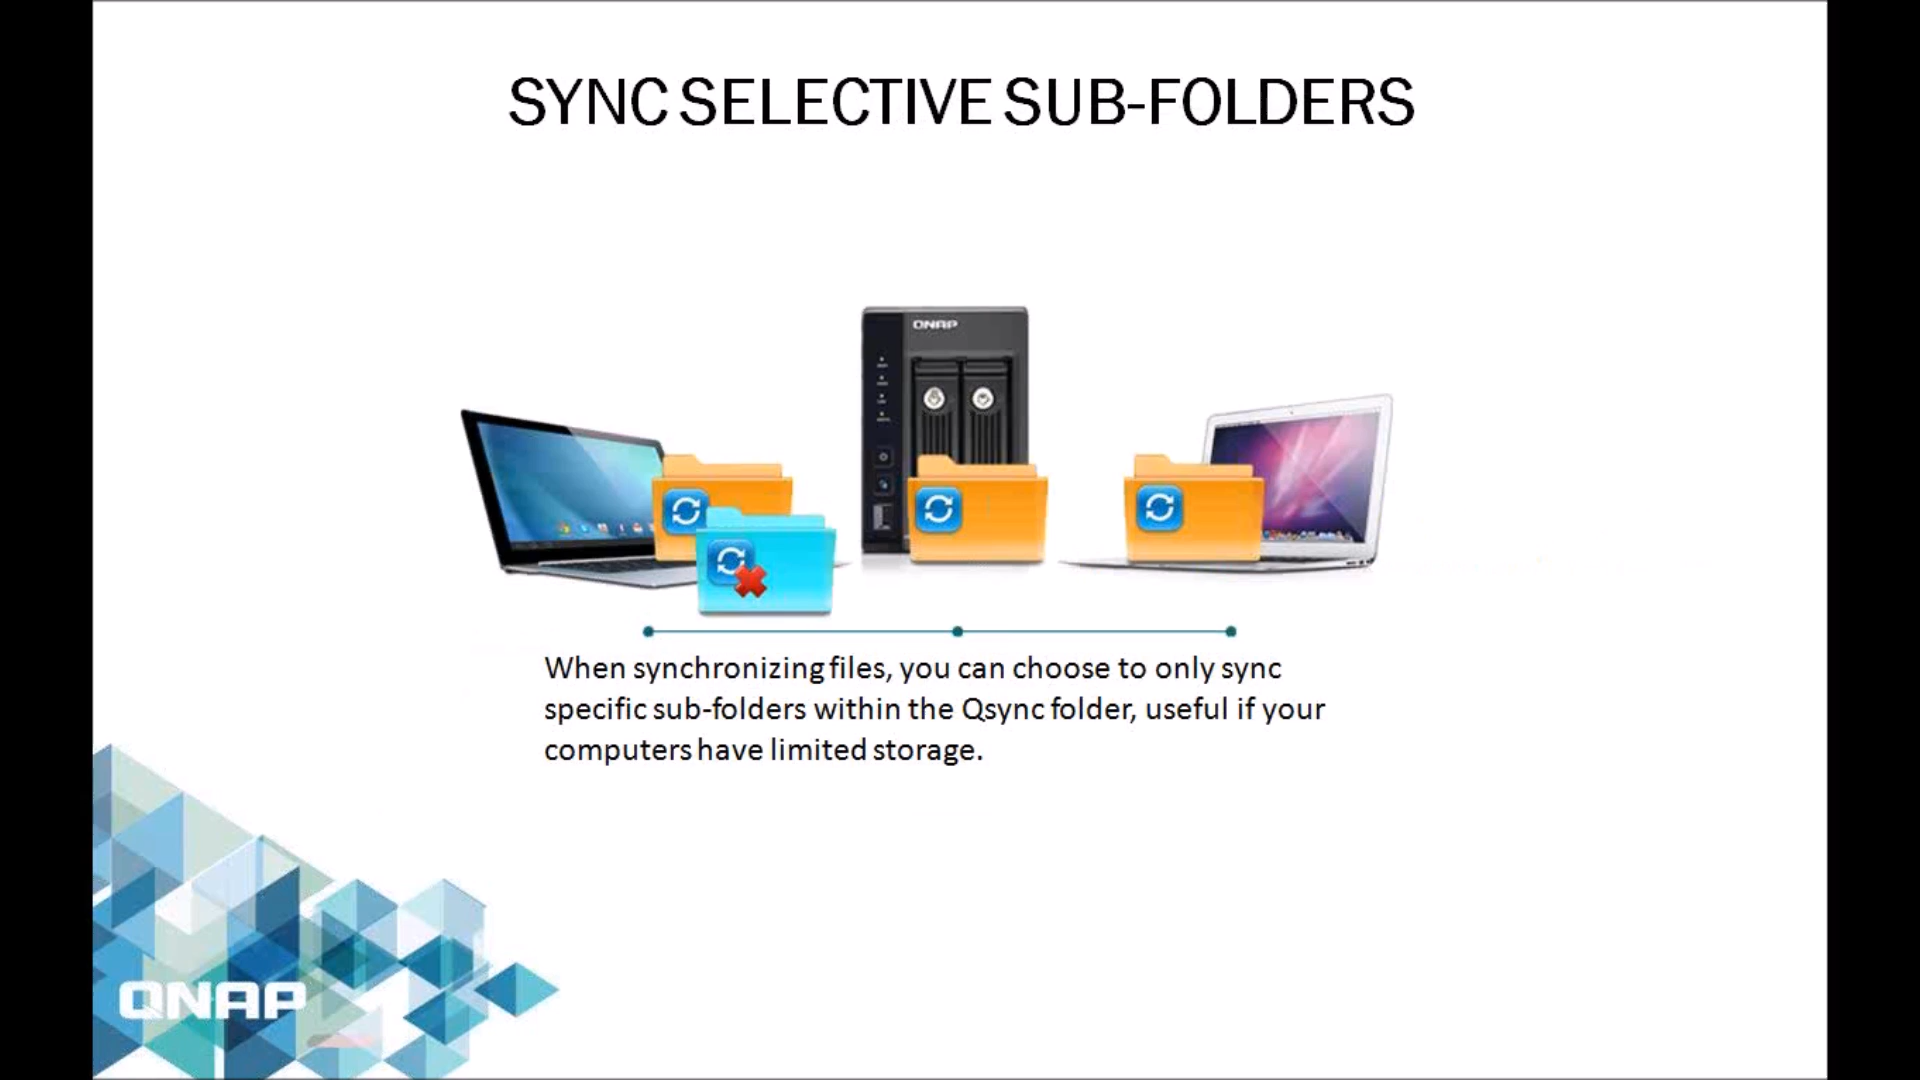 SYNC SELECTIVE SUB-FOLDERS
QNAP
When synchronizing files, you can choose to only sync
specific sub-folders within the Qsync folder, useful if your
computers have limited storage.
QNAP